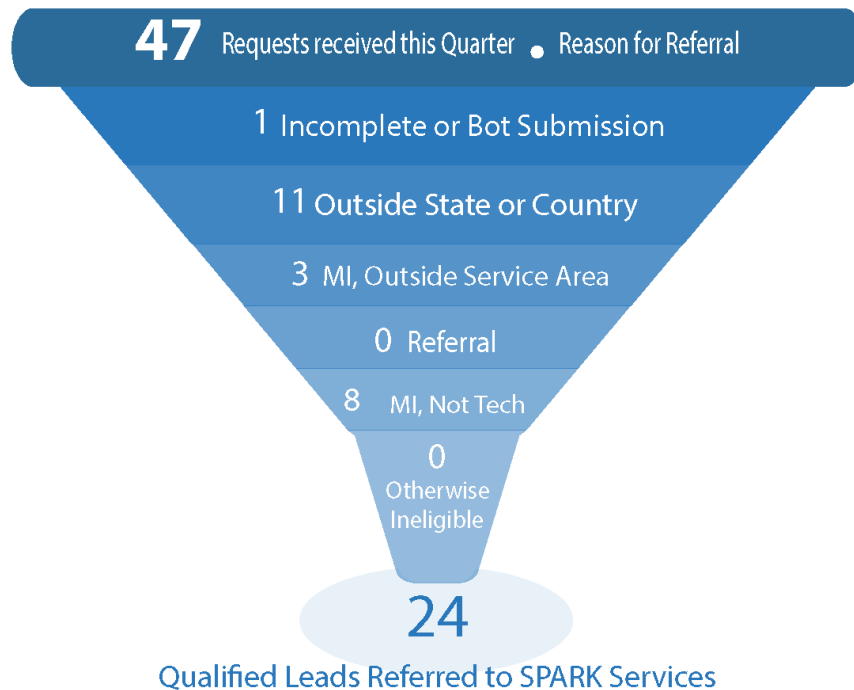 47 Requests received this Quarter . Reason for Referral
1 Incomplete or Bot Submission
11 Outside State or Country
3 MI, Outside Service Area
0 Referral
8 MI, Not Tech
0
Otherwise
Ineligible
24
Qualified Leads Referred to SPARK Services